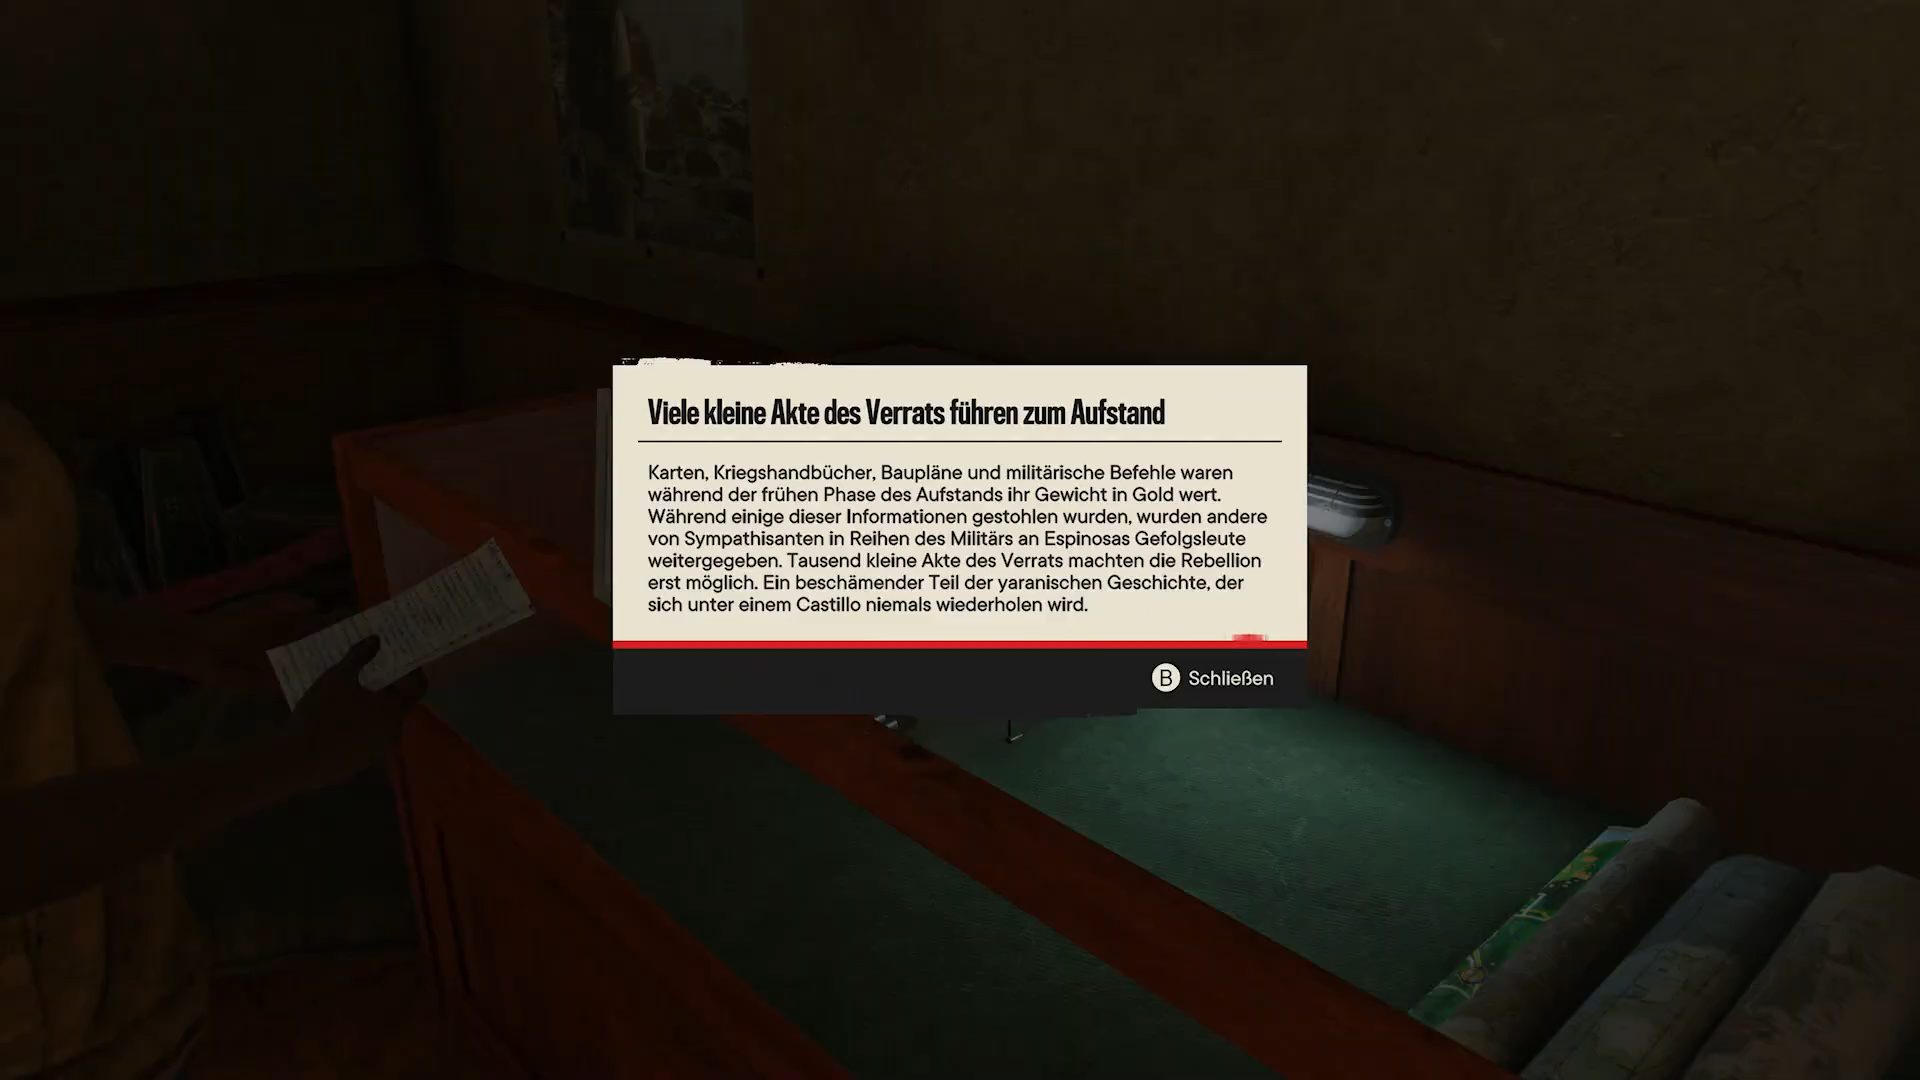 Viele kleine Akte des Verrats führen zum Aufstand
Karten, Kriegshandbücher, Baupläne und militärische Befehle waren
während der frühen Phase des Aufstands ihr Gewicht in Gold wert.
Während einige dieser Informationen gestohlen wurden, wurden andere
von Sympathisanten in Reihen des Militärs an Espinosas Gefolgsleute
weitergegeben. Tausend kleine Akte des Verrats machten die Rebellion
erst möglich. Ein beschämender Teil der yaranischen Geschichte, der
sich unter einem Castillo niemals wiederholen wird.
B Schließen